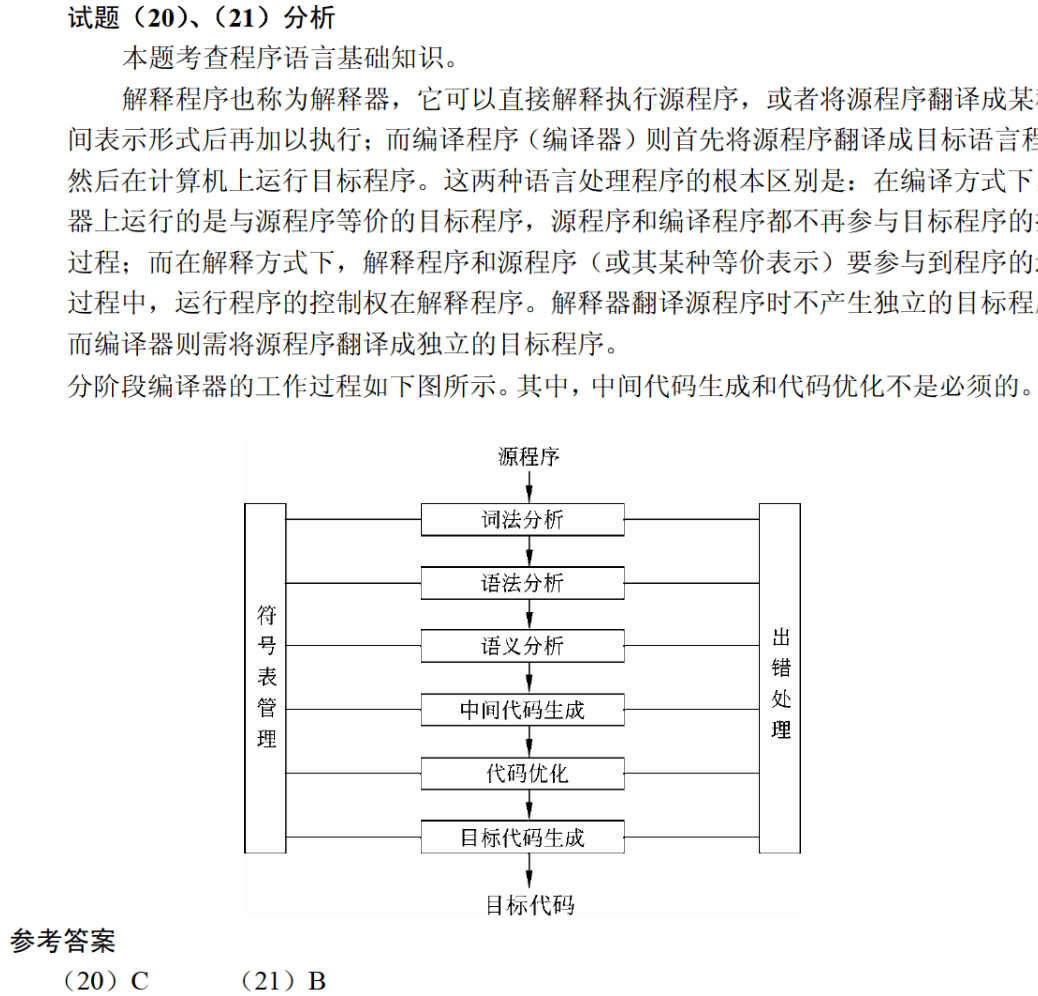 试题（20）、（21）分析
本题考查程序语言基础知识。
解释程序也称为解释器，它可以直接解释执行源程序，或者将源程序翻译成某
间表示形式后再加以执行；而编译程序（编译器）则首先将源程序翻译成目标语言程
然后在计算机上运行目标程序。这两种语言处理程序的根本区别是：在编译方式下
器上运行的是与源程序等价的目标程序，源程序和编译程序都不再参与目标程序的
过程；而在解释方式下，解释程序和源程序（或其某种等价表示）要参与到程序的
过程中，运行程序的控制权在解释程序。解释器翻译源程序时不产生独立的目标程
而编译器则需将源程序翻译成独立的目标程序。
分阶段编译器的工作过程如下图所示。其中，中间代码生成和代码优化不是必须的。
源程序
词法分析
语法分析
语义分析
中间代码生成
代码优化
目标代码生成
目标代码
符号表管理
出错处理
参考答案
（20）C （21）B